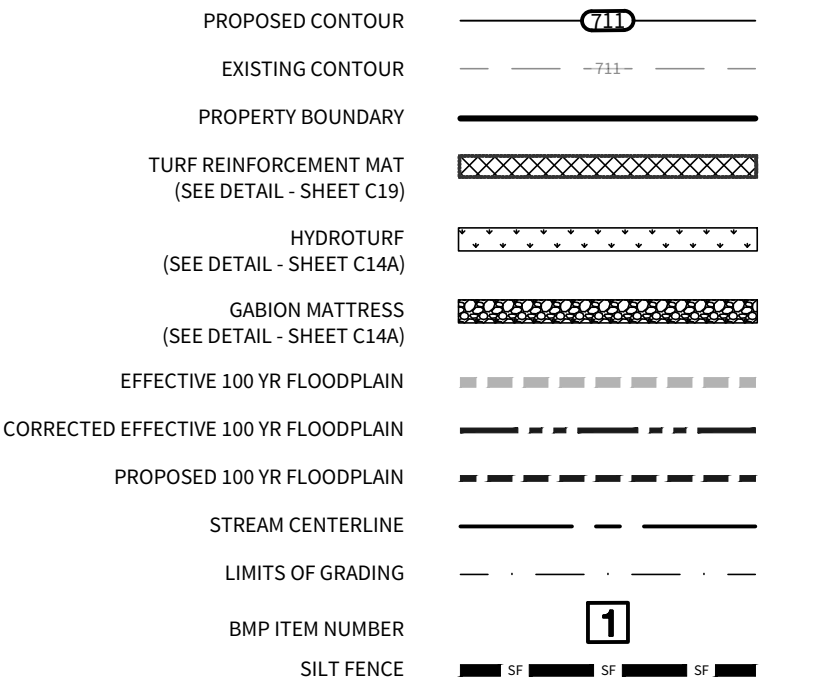 PROPOSED CONTOUR 711
EXISTING CONTOUR 711
PROPERTY BOUNDARY
TURF REINFORCEMENT MAT
(SEE DETAIL - SHEET C19)
HYDROTURF
(SEE DETAIL - SHEET C14A)
GABION MATTRESS
(SEE DETAIL - SHEET C14A)
EFFECTIVE 100 YR FLOODPLAIN
CORRECTED EFFECTIVE 100 YR FLOODPLAIN
PROPOSED 100 YR FLOODPLAIN
STREAM CENTERLINE
LIMITS OF GRADING
BMP ITEM NUMBER 1
SILT FENCE SF SF SF